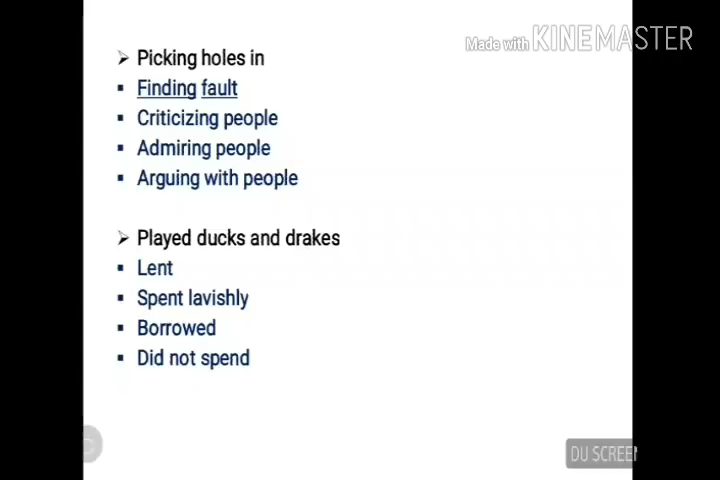 Made with KINEMASTER
Picking holes in
Finding fault
Criticizing people
Admiring people
Arguing with people
Played ducks and drakes
Lent
Spent lavishly
Borrowed
Did not spend
DU SCREEN